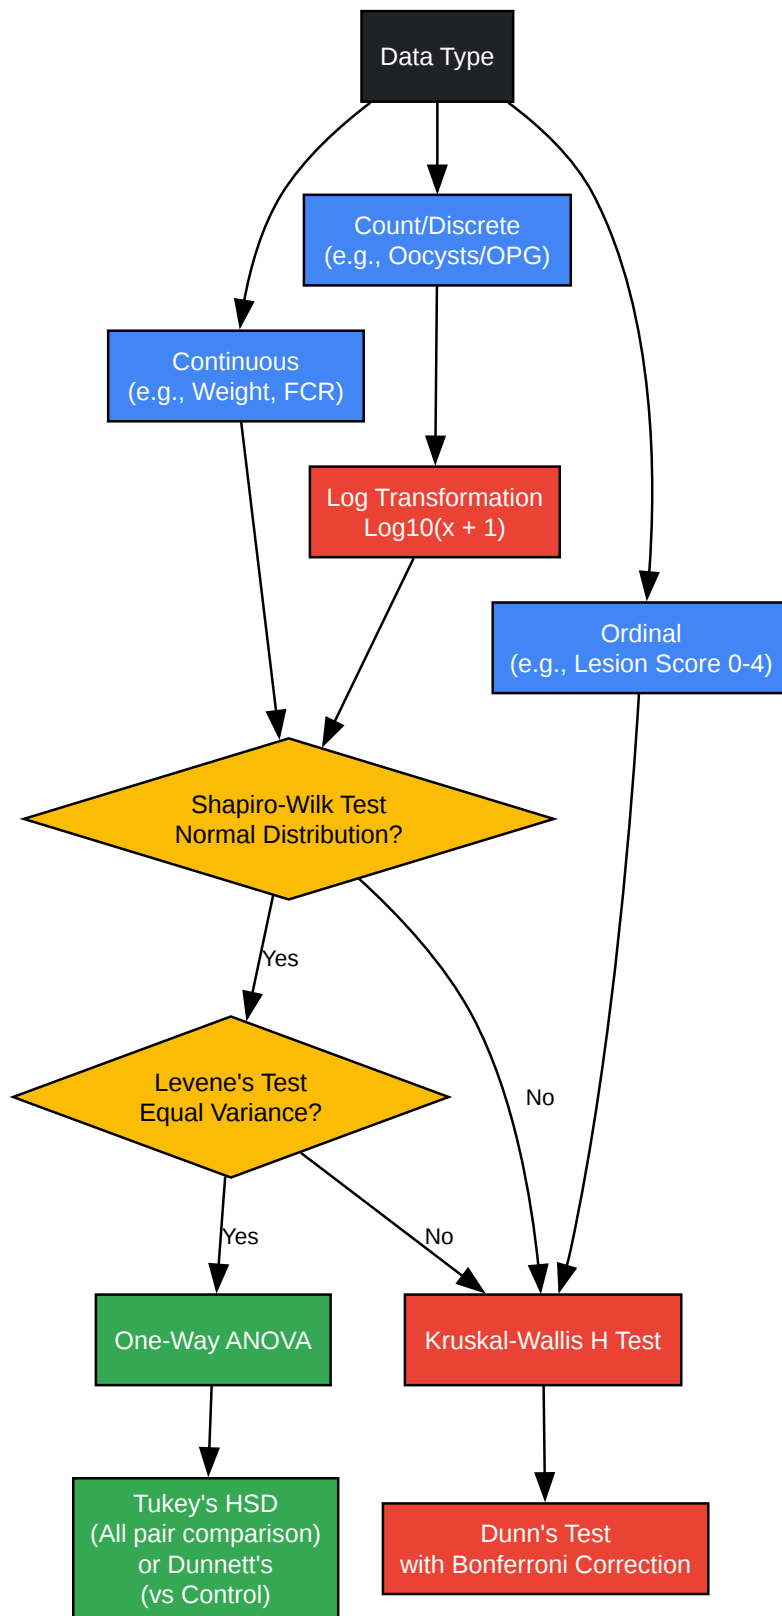 Data Type
Count/Discrete
(e.g., Oocysts/OPG)
Continuous
(e.g., Weight, FCR)
Log Transformation
Log10(x + 1)
Ordinal
(e.g., Lesion Score 0-4)
Shapiro-Wilk Test
Normal Distribution?
Yes
Levene's Test
Equal Variance?
No
Yes
No
One-Way ANOVA
Kruskal-Wallis H Test
Tukey's HSD
(All pair comparison)
or Dunnett's
(vs Control)
Dunn's Test
with Bonferroni Correction